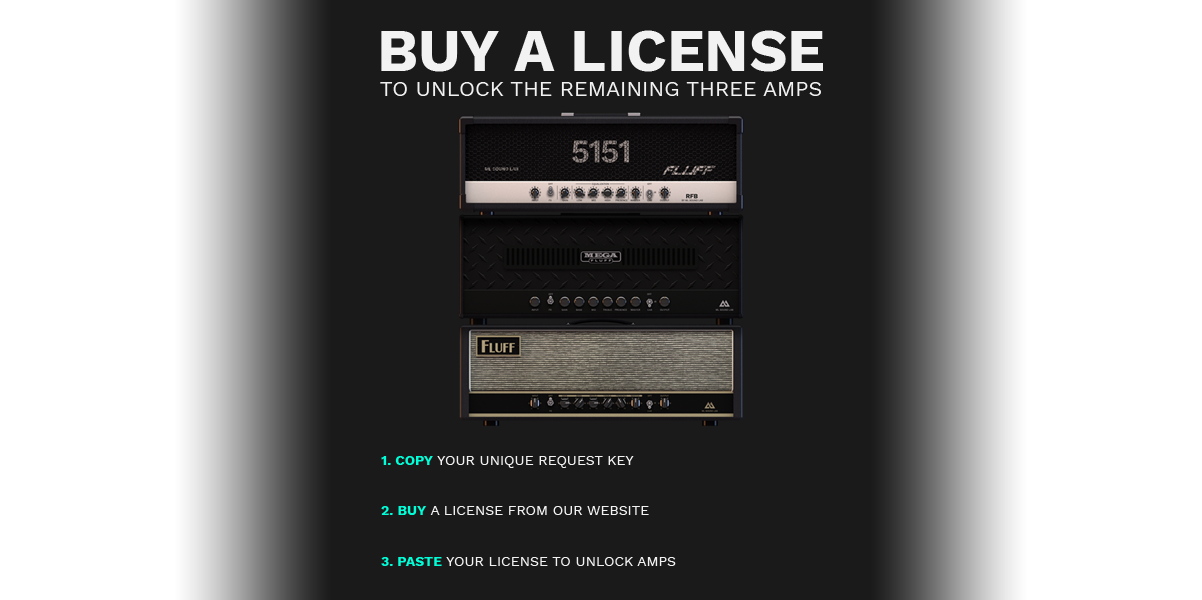 BUY A LICENSE
TO UNLOCK THE REMAINING THREE AMPS
5151
FLUFF
RFB
MEGA
FLUFF
FLUFF
1. COPY YOUR UNIQUE REQUEST KEY
2. BUY A LICENSE FROM OUR WEBSITE
3. PASTE YOUR LICENSE TO UNLOCK AMPS